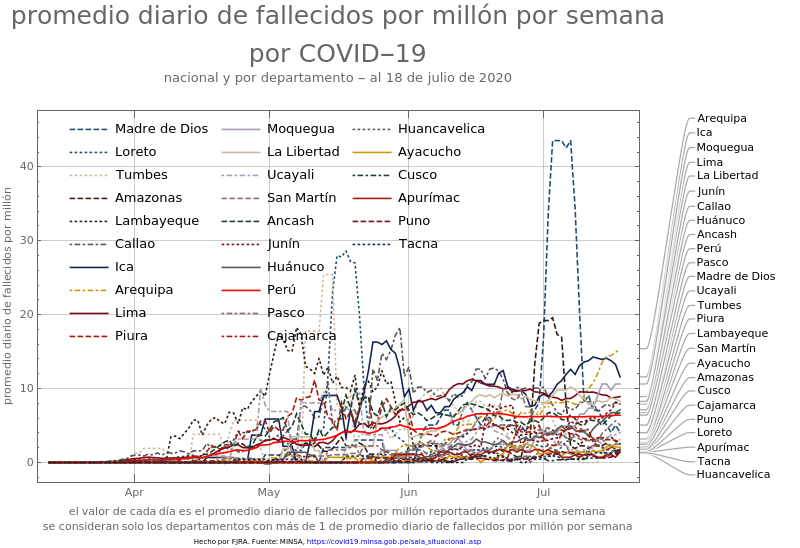 promedio diario de fallecidos por millón por semana
por COVID−19
nacional y por departamento − al 18 de julio de 2020
promedio diario de fallecidos por millón
40
30
20
10
0
Apr
May
Jun
Jul
Madre de Dios
Loreto
Tumbes
Amazonas
Lambayeque
Callao
Ica
Arequipa
Lima
Piura
Moquegua
La Libertad
Ucayali
San Martín
Ancash
Junín
Huánuco
Perú
Pasco
Cajamarca
Huancavelica
Ayacucho
Cusco
Apurímac
Puno
Tacna
Arequipa
Ica
Moquegua
Lima
La Libertad
Junín
Callao
Huánuco
Ancash
Perú
Pasco
Madre de Dios
Ucayali
Tumbes
Piura
Lambayeque
San Martín
Ayacucho
Amazonas
Cusco
Cajamarca
Puno
Loreto
Apurímac
Tacna
Huancavelica
el valor de cada día es el promedio diario de fallecidos por millón reportados durante una semana
se consideran solo los departamentos con más de 1 de promedio diario de fallecidos por millón por semana
Hecho por FJRA. Fuente: MINSA, https://covid19.minsa.gob.pe/sala_situacional.asp